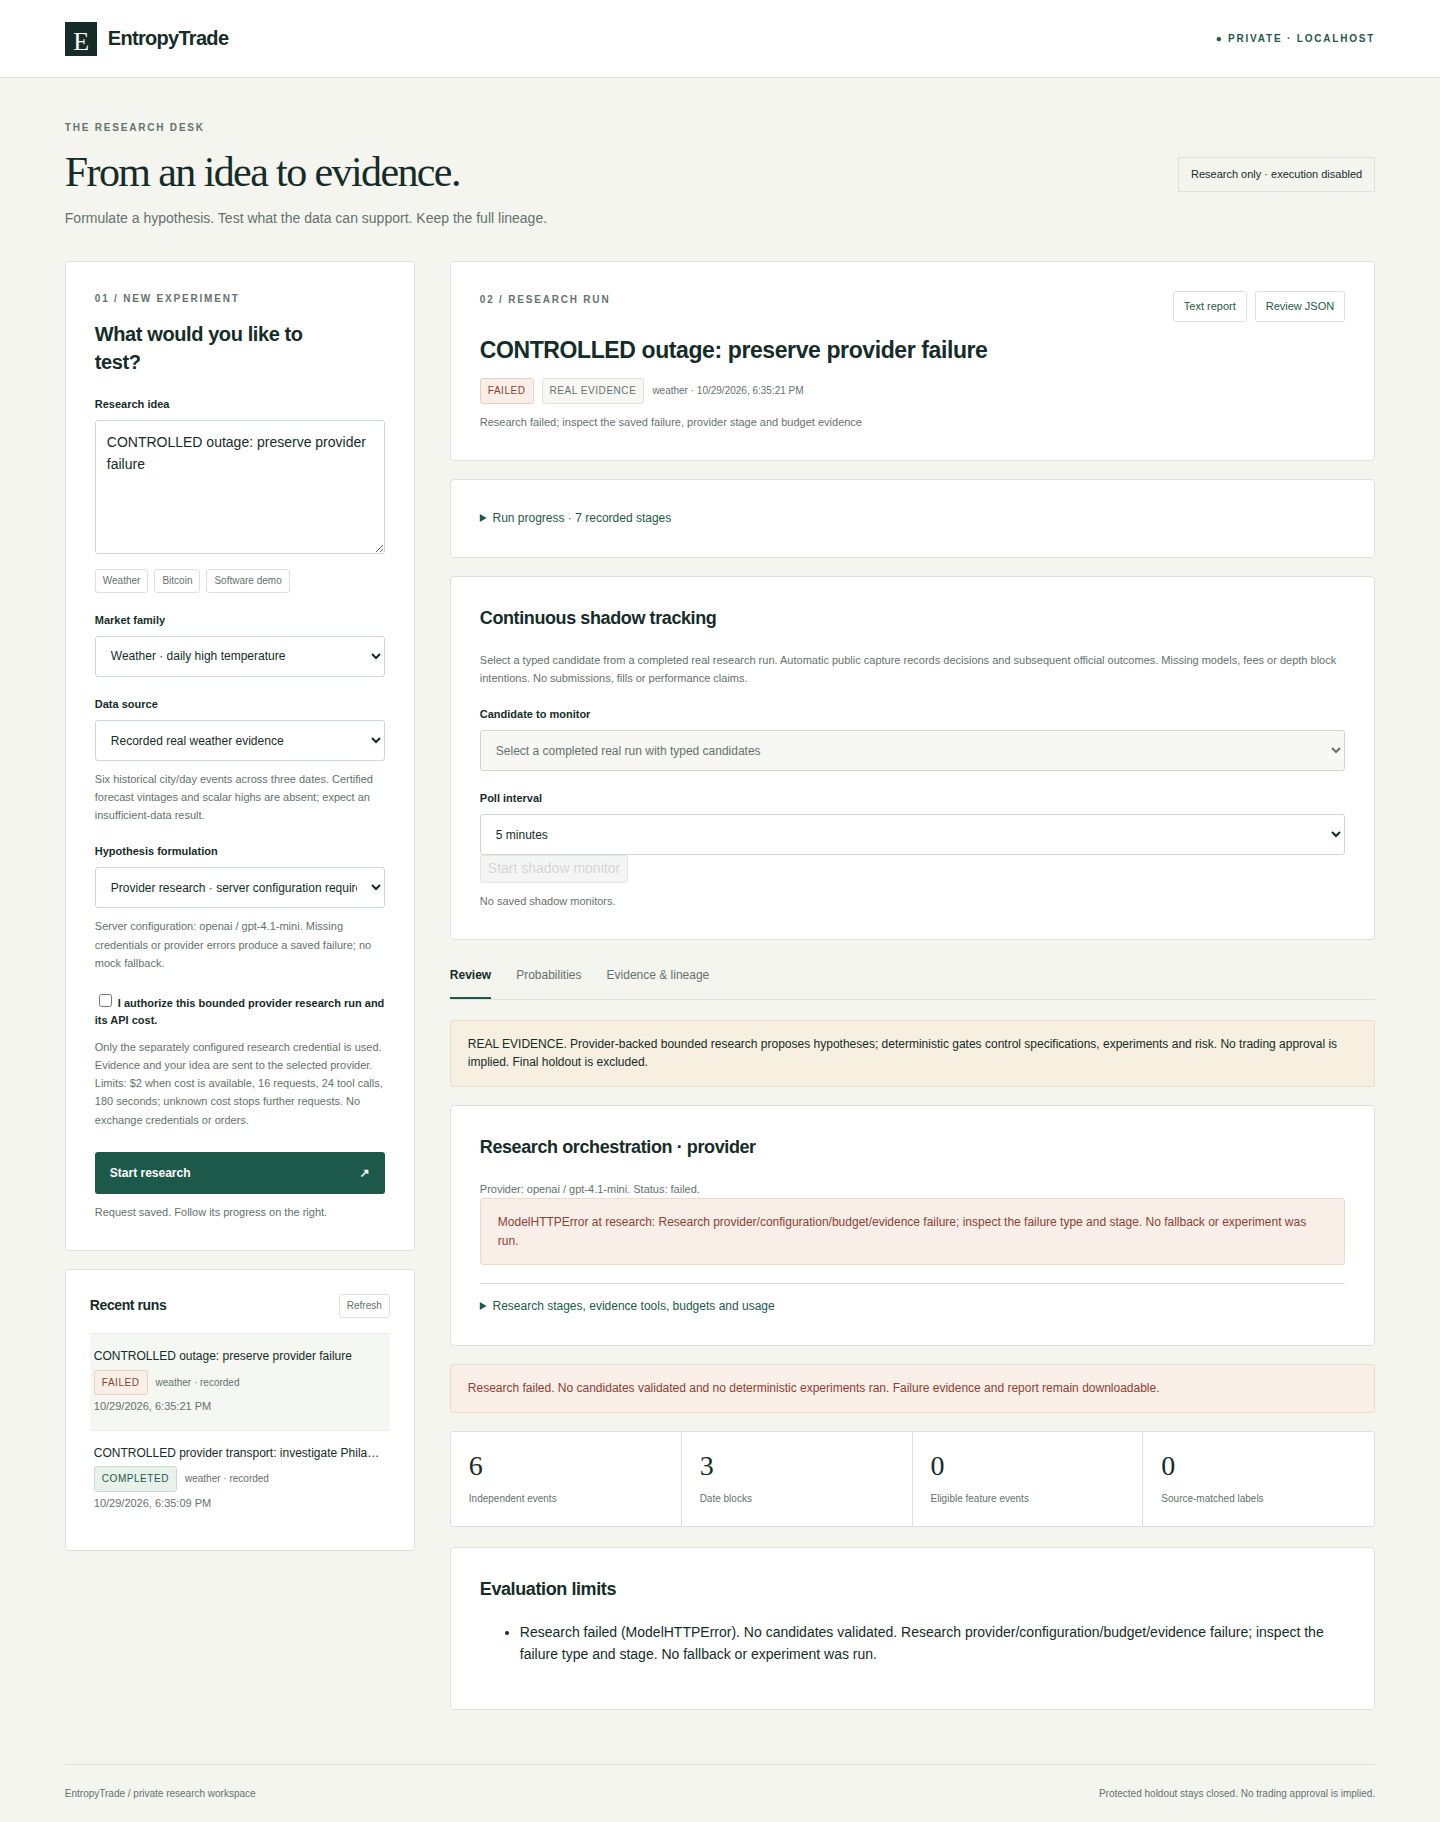 E EntropyTrade
● PRIVATE · LOCALHOST
THE RESEARCH DESK
From an idea to evidence.
Research only · execution disabled
Formulate a hypothesis. Test what the data can support. Keep the full lineage.
01 / NEW EXPERIMENT
What would you like to
test?
Research idea
CONTROLLED outage: preserve provider
failure
Weather Bitcoin Software demo
Market family
Weather · daily high temperature
Data source
Recorded real weather evidence
Six historical city/day events across three dates. Certified
forecast vintages and scalar highs are absent; expect an
insufficient-data result.
Hypothesis formulation
Provider research · server configuration require
Server configuration: openai / gpt-4.1-mini. Missing
credentials or provider errors produce a saved failure; no
mock fallback.
I authorize this bounded provider research run and
its API cost.
Only the separately configured research credential is used.
Evidence and your idea are sent to the selected provider.
Limits: $2 when cost is available, 16 requests, 24 tool calls,
180 seconds; unknown cost stops further requests. No
exchange credentials or orders.
Start research ↗
Request saved. Follow its progress on the right.
Recent runs Refresh
CONTROLLED outage: preserve provider failure
FAILED weather · recorded
10/29/2026, 6:35:21 PM
CONTROLLED provider transport: investigate Phila…
COMPLETED weather · recorded
10/29/2026, 6:35:09 PM
02 / RESEARCH RUN
Text report Review JSON
CONTROLLED outage: preserve provider failure
FAILED REAL EVIDENCE weather · 10/29/2026, 6:35:21 PM
Research failed; inspect the saved failure, provider stage and budget evidence
▶ Run progress · 7 recorded stages
Continuous shadow tracking
Select a typed candidate from a completed real research run. Automatic public capture records decisions and subsequent official outcomes. Missing models, fees or depth block
intentions. No submissions, fills or performance claims.
Candidate to monitor
Select a completed real run with typed candidates
Poll interval
5 minutes
Start shadow monitor
No saved shadow monitors.
Review Probabilities Evidence & lineage
REAL EVIDENCE. Provider-backed bounded research proposes hypotheses; deterministic gates control specifications, experiments and risk. No trading approval is
implied. Final holdout is excluded.
Research orchestration · provider
Provider: openai / gpt-4.1-mini. Status: failed.
ModelHTTPError at research: Research provider/configuration/budget/evidence failure; inspect the failure type and stage. No fallback or experiment was
run.
▶ Research stages, evidence tools, budgets and usage
Research failed. No candidates validated and no deterministic experiments ran. Failure evidence and report remain downloadable.
6 3 0 0
Independent events Date blocks Eligible feature events Source-matched labels
Evaluation limits
• Research failed (ModelHTTPError). No candidates validated. Research provider/configuration/budget/evidence failure; inspect the
failure type and stage. No fallback or experiment was run.
EntropyTrade / private research workspace
Protected holdout stays closed. No trading approval is implied.